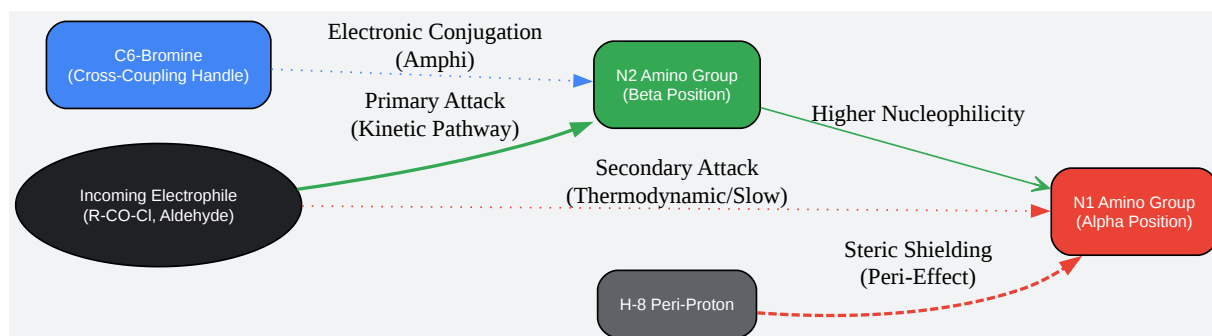 C6-Bromine
(Cross-Coupling Handle)
Electronic Conjugation
(Amphi)
N2 Amino Group
(Beta Position)
Primary Attack
(Kinetic Pathway)
Higher Nucleophilicity
Incoming Electrophile
(R-CO-Cl, Aldehyde)
Secondary Attack
(Thermodynamic/Slow)
N1 Amino Group
(Alpha Position)
Steric Shielding
(Peri-Effect)
H-8 Peri-Proton